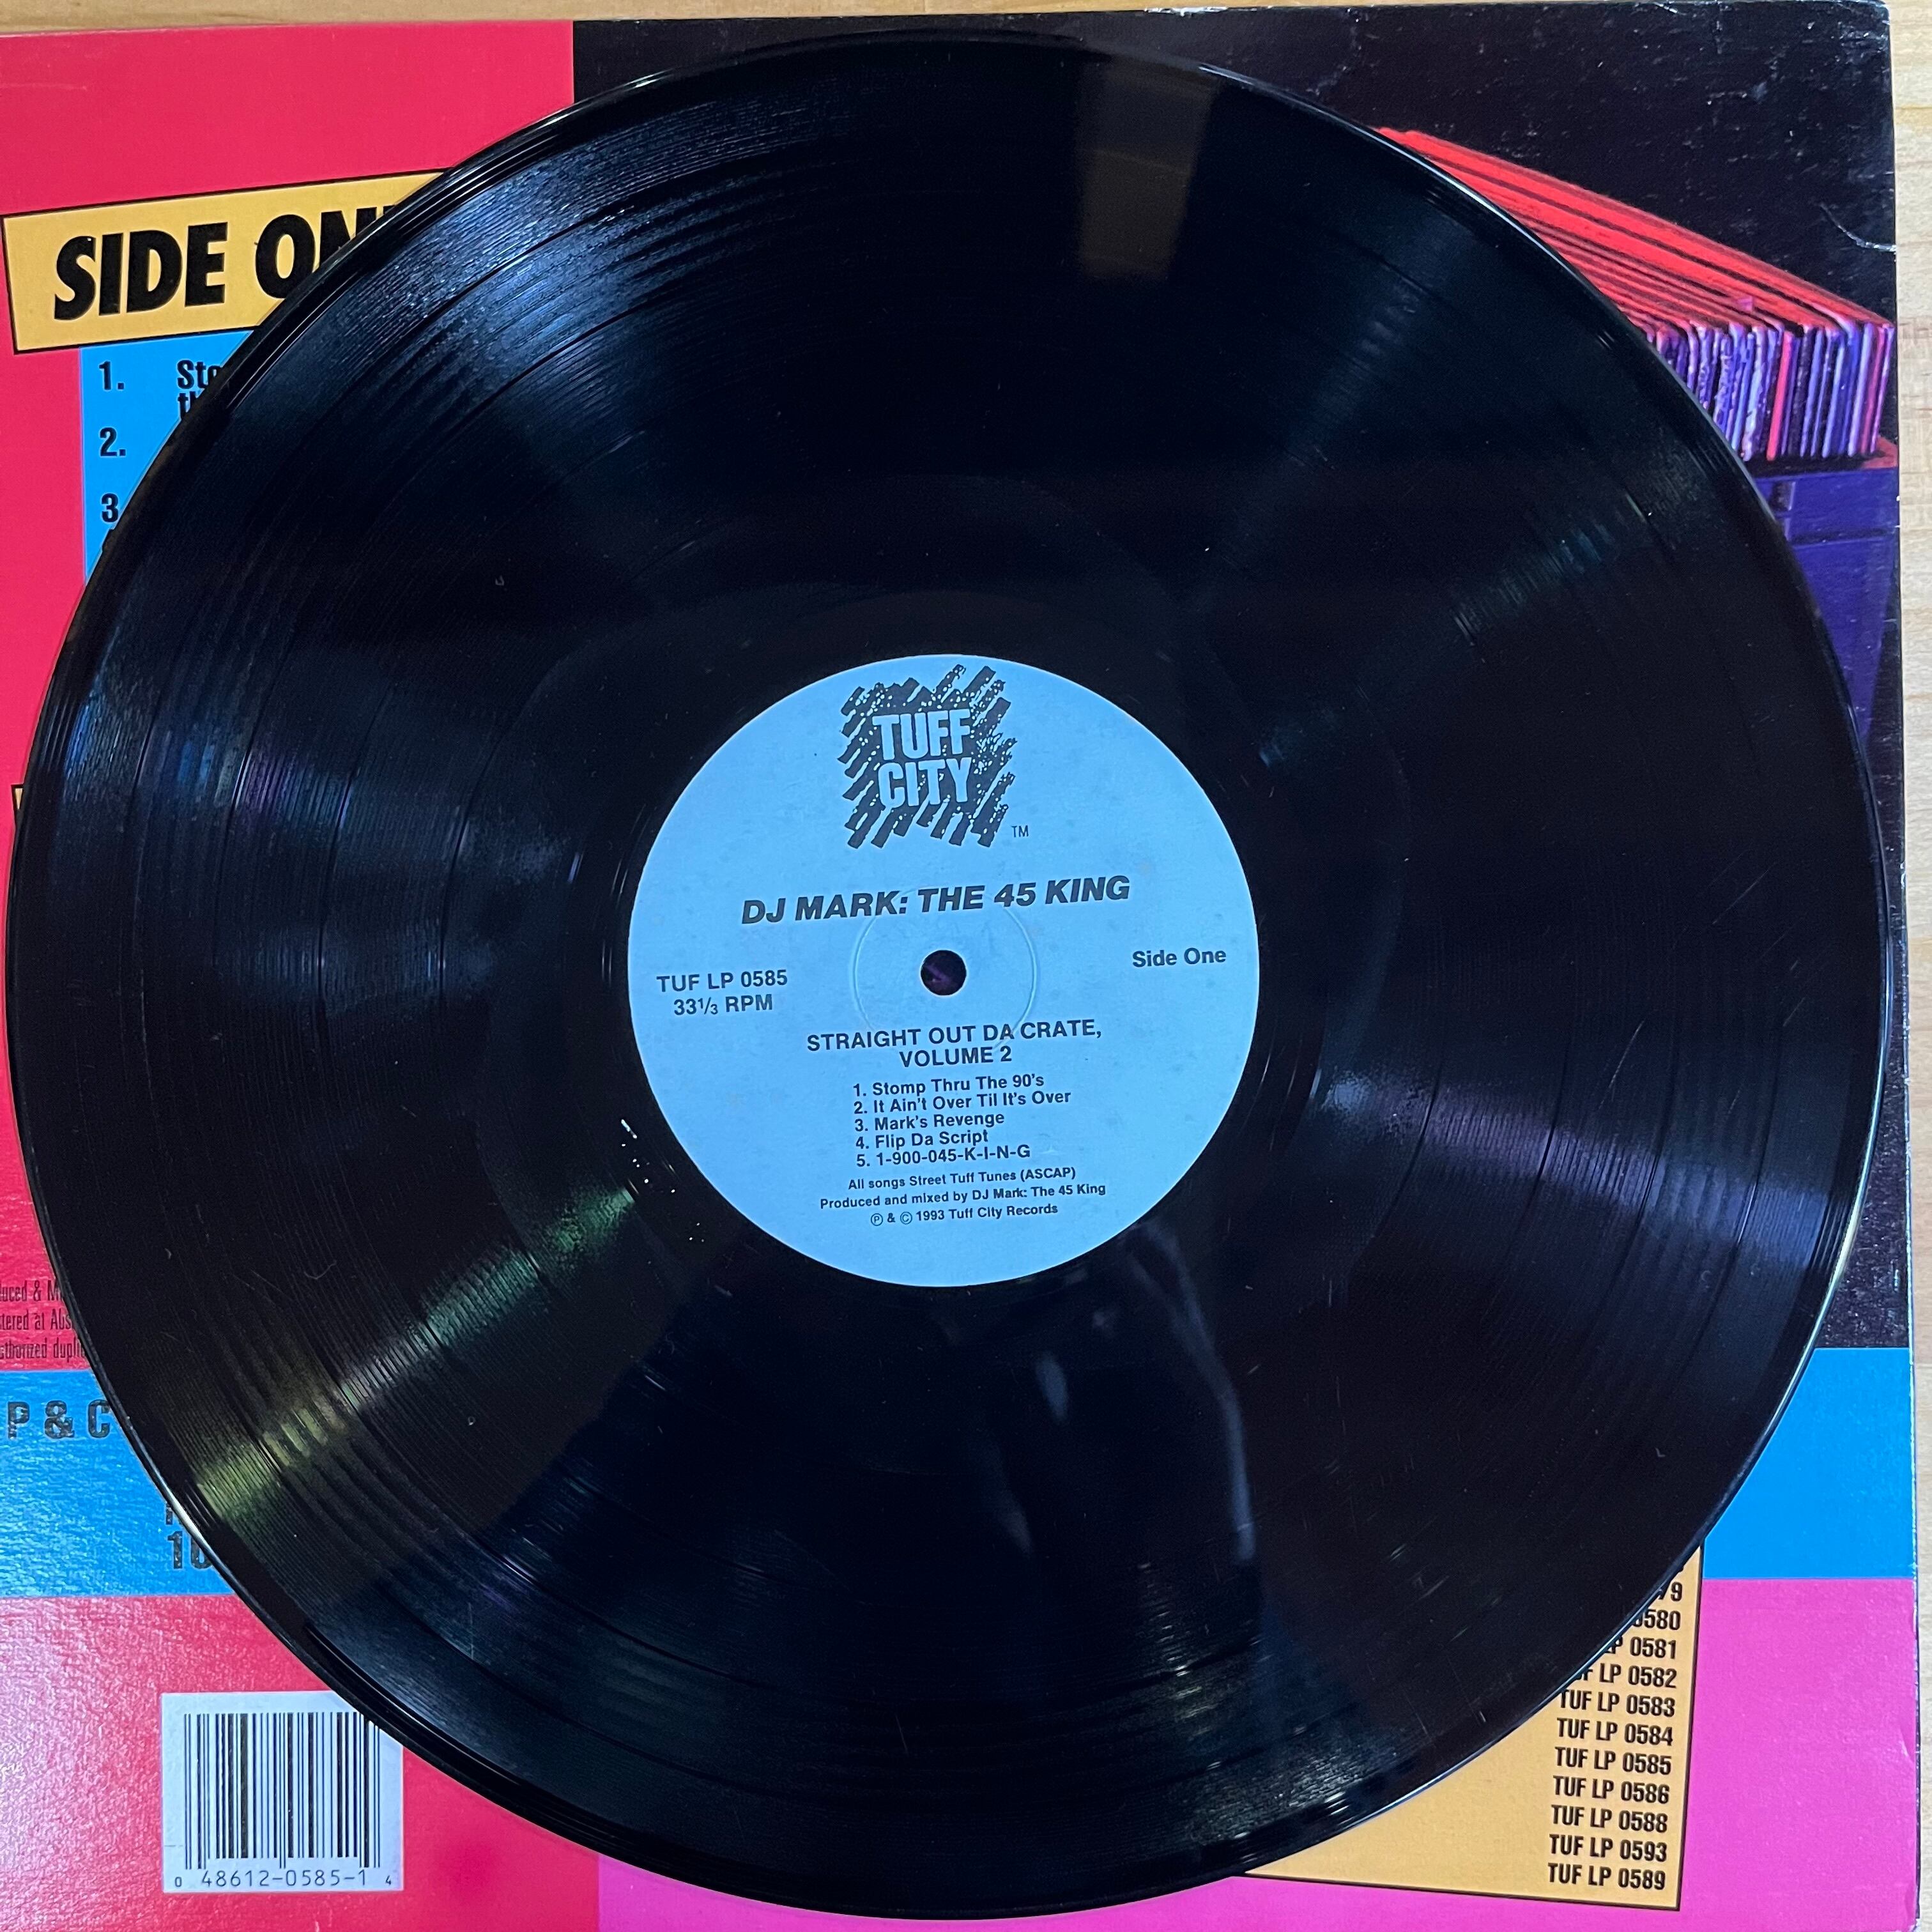 SIDE
1.
2.
3
TUFF
CITY
TM
DJ MARK: THE 45 KING
TUF LP 0585
33⅓ RPM
Side One
STRAIGHT OUT DA CRATE,
VOLUME 2
1. Stomp Thru The 90's
2. It Ain't Over Til It's Over
3. Mark's Revenge
4. Flip Da Script
5. 1-900-045-K-I-N-G
All songs Street Tuff Tunes (ASCAP)
Produced and mixed by DJ Mark: The 45 King
Ⓟ & © 1993 Tuff City Records
P & C
0 48612-0585-1 4
LP 0581
LP 0582
TUF LP 0583
TUF LP 0584
TUF LP 0585
TUF LP 0586
TUF LP 0588
TUF LP 0593
TUF LP 0589